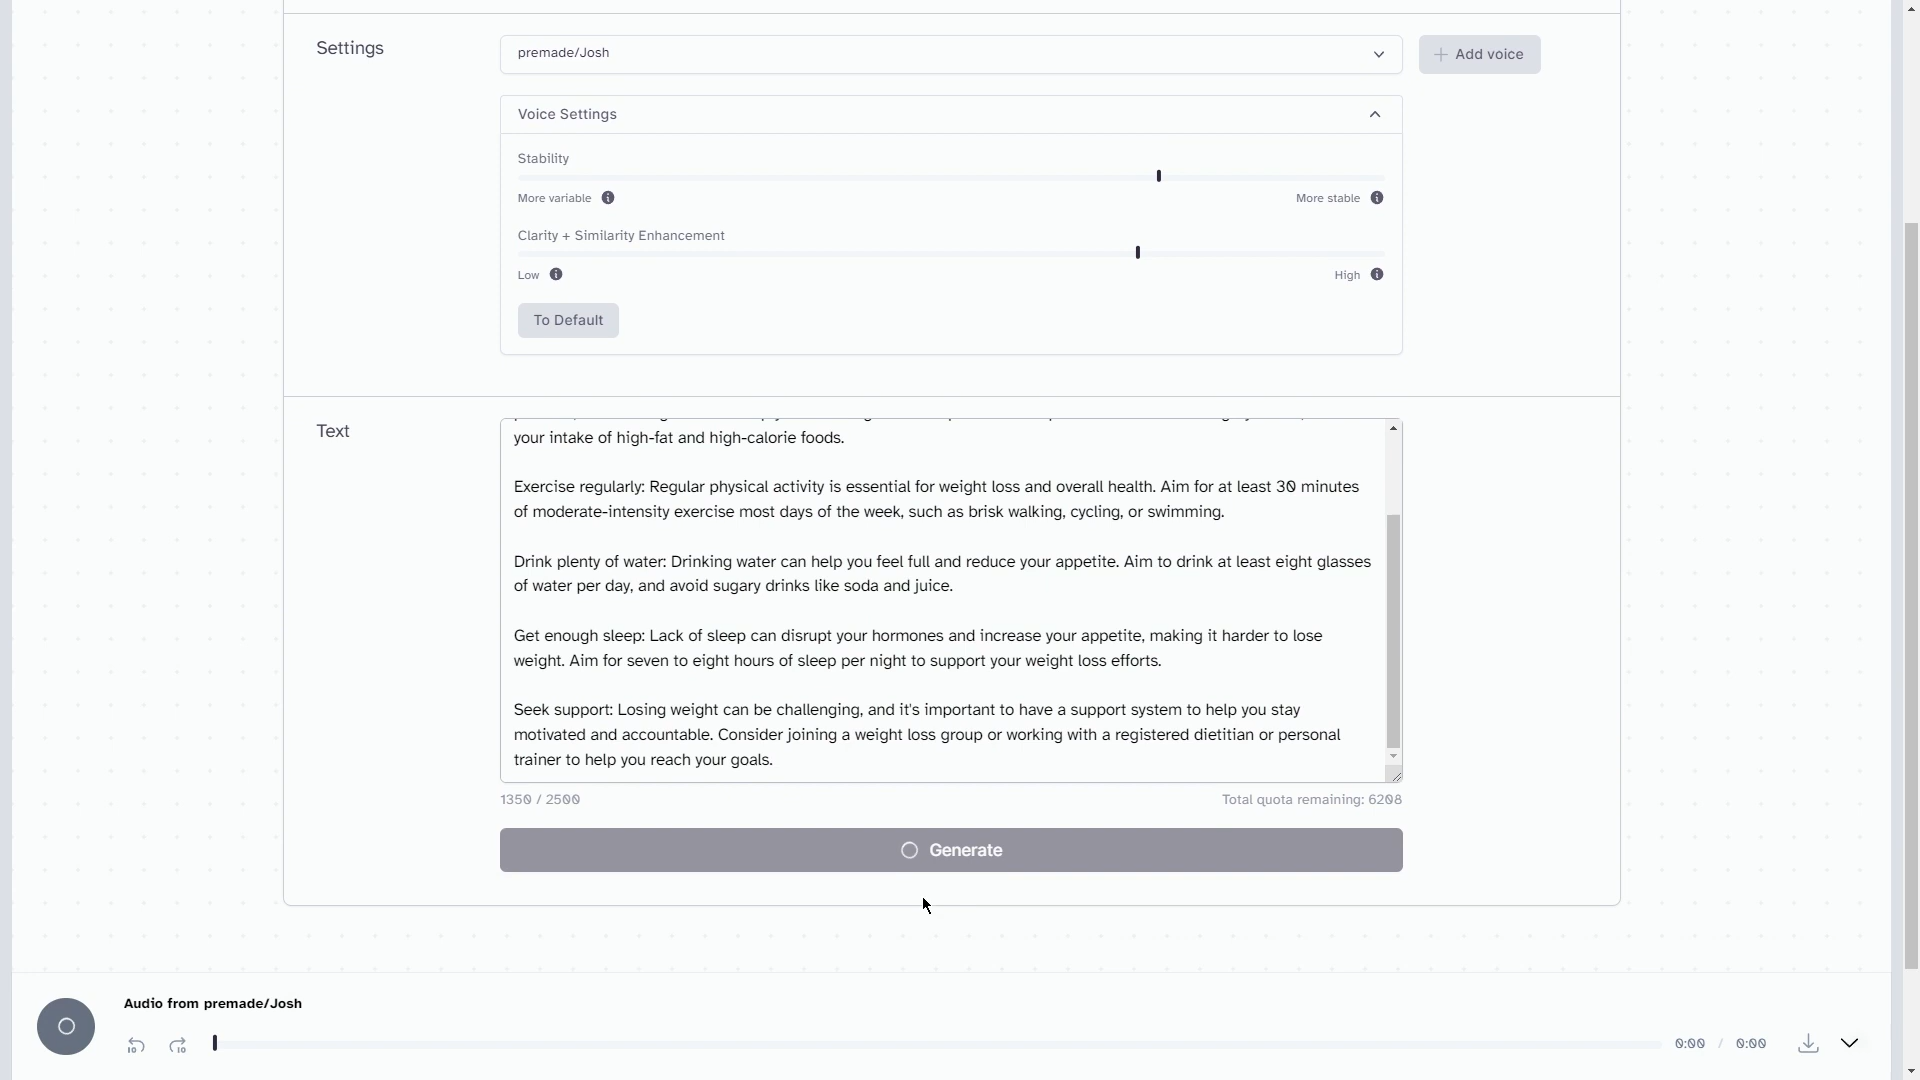 Settings
premade/Josh
Add voice
Voice Settings
Stability
More variable
More stable
Clarity + Similarity Enhancement
Low
High
To Default
Text
your intake of high-fat and high-calorie foods.
Exercise regularly: Regular physical activity is essential for weight loss and overall health. Aim for at least 30 minutes
of moderate-intensity exercise most days of the week, such as brisk walking, cycling, or swimming.
Drink plenty of water: Drinking water can help you feel full and reduce your appetite. Aim to drink at least eight glasses
of water per day, and avoid sugary drinks like soda and juice.
Get enough sleep: Lack of sleep can disrupt your hormones and increase your appetite, making it harder to lose
weight. Aim for seven to eight hours of sleep per night to support your weight loss efforts.
Seek support: Losing weight can be challenging, and it's important to have a support system to help you stay
motivated and accountable. Consider joining a weight loss group or working with a registered dietitian or personal
trainer to help you reach your goals.
1350 / 2500
Total quota remaining: 6208
Generate
Audio from premade/Josh
10
10
0:00 / 0:00